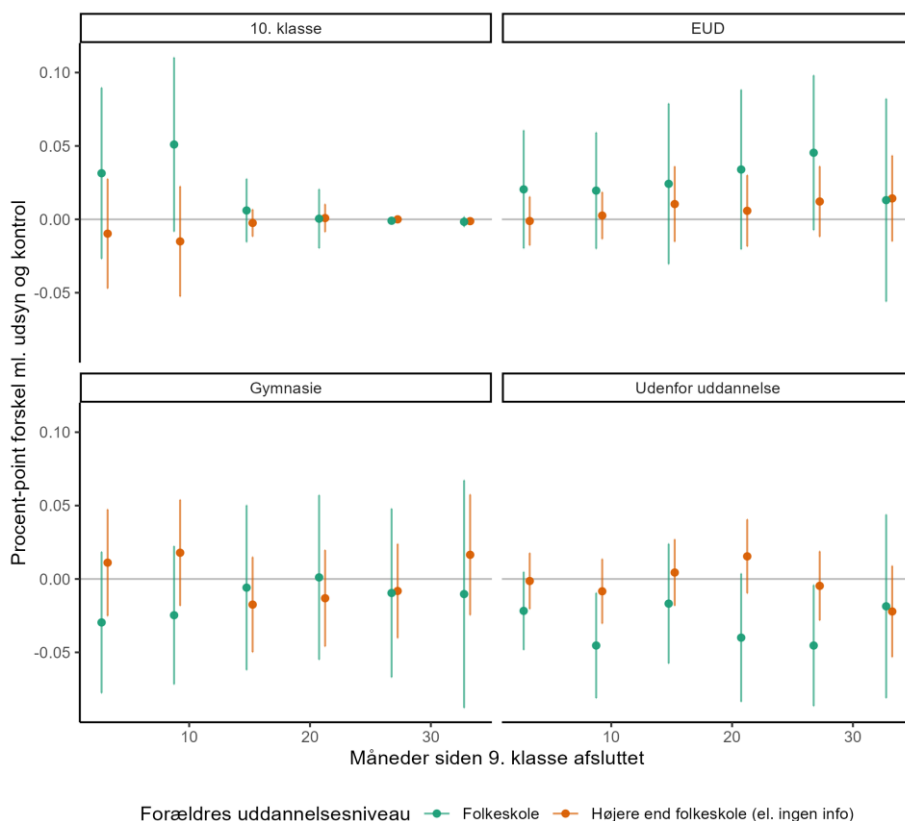 10. klasse
EUD
0.10
0.05
0.00
-0.05
Gymnasie
Udenfor uddannelse
0.10
0.05
0.00
-0.05
10
20
30
10
20
30
Procent-point forskel ml. udsyn og kontrol
Måneder siden 9. klasse afsluttet
Forældres uddannelsesniveau
Folkeskole
Højere end folkeskole (el. ingen info)